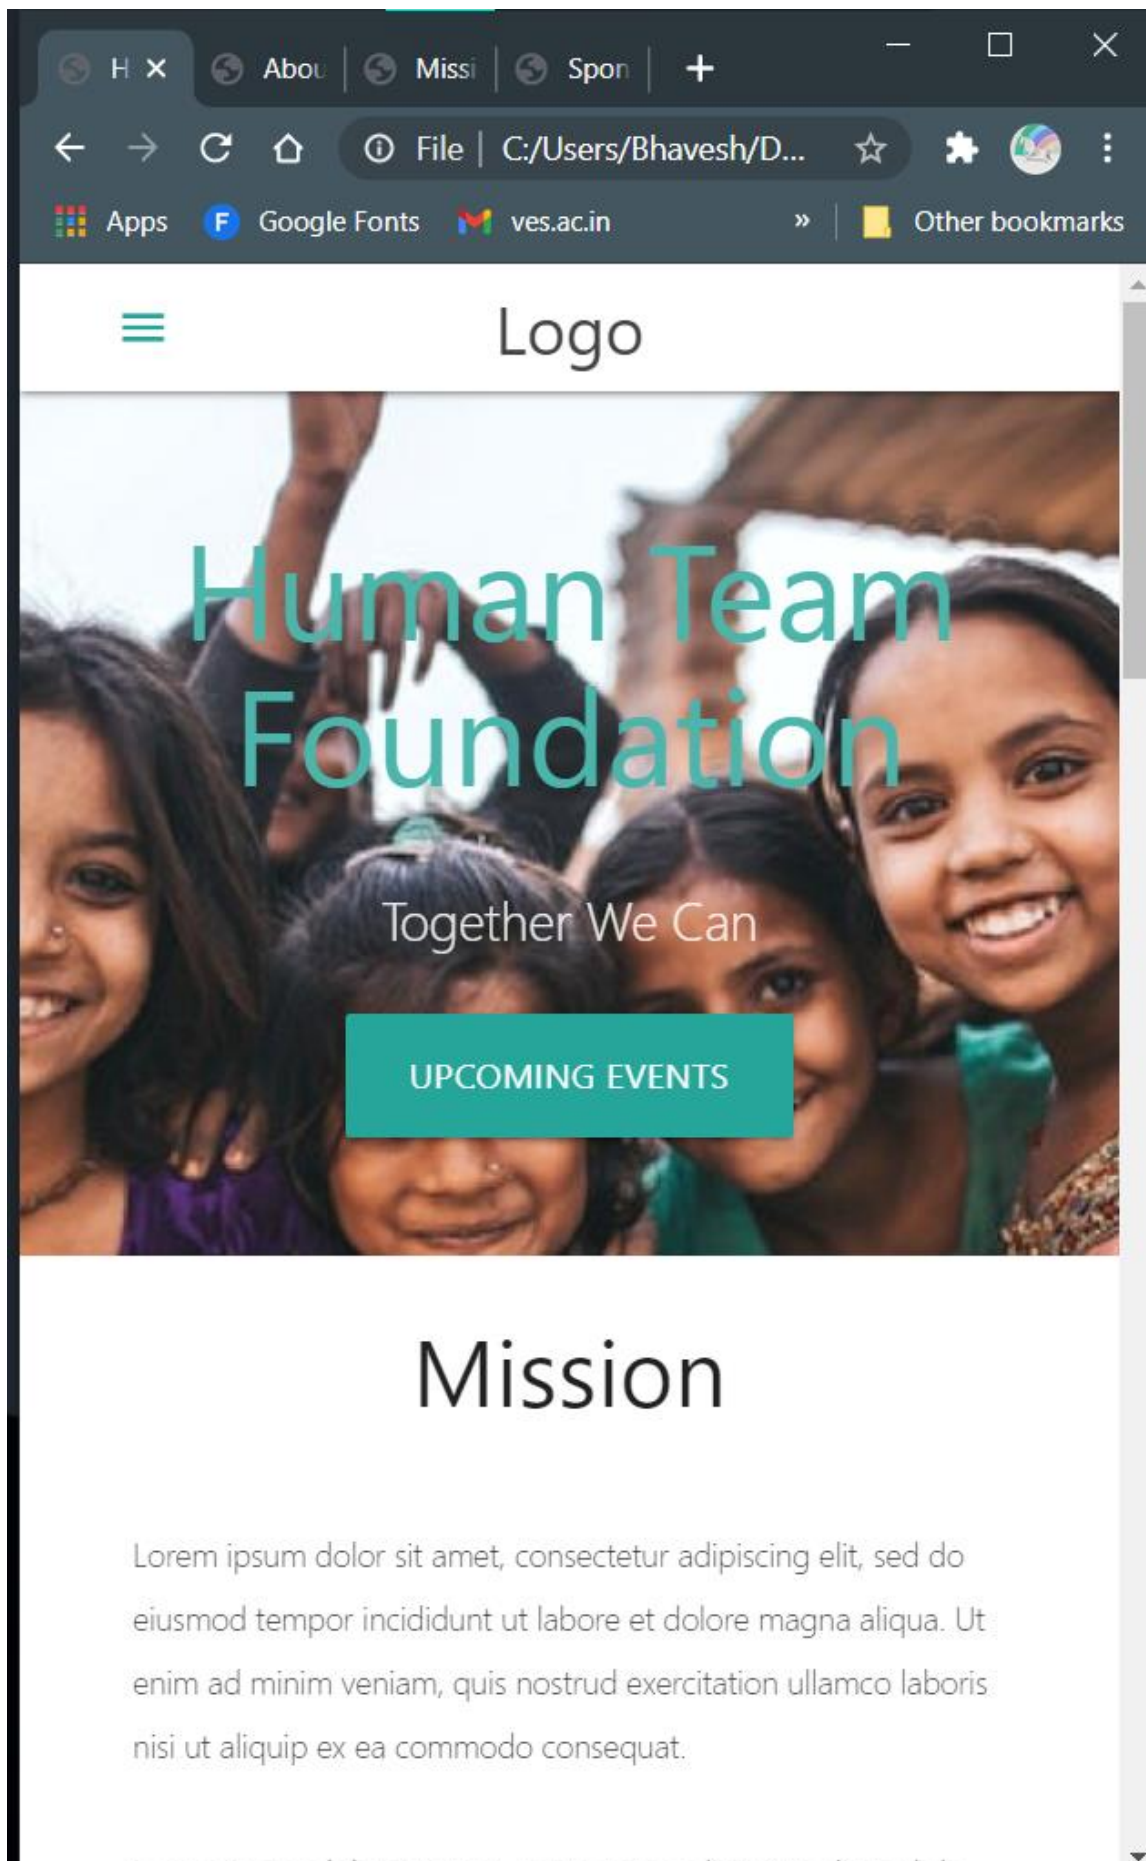 H
Abou
Missi
Spon
File
C:/Users/Bhavesh/D...
Apps
F
Google Fonts
ves.ac.in
»
Other bookmarks
Logo
Human Team
Foundation
Together We Can
UPCOMING EVENTS
Mission
Lorem ipsum dolor sit amet, consectetur adipiscing elit, sed do
eiusmod tempor incididunt ut labore et dolore magna aliqua. Ut
enim ad minim veniam, quis nostrud exercitation ullamco laboris
nisi ut aliquip ex ea commodo consequat.